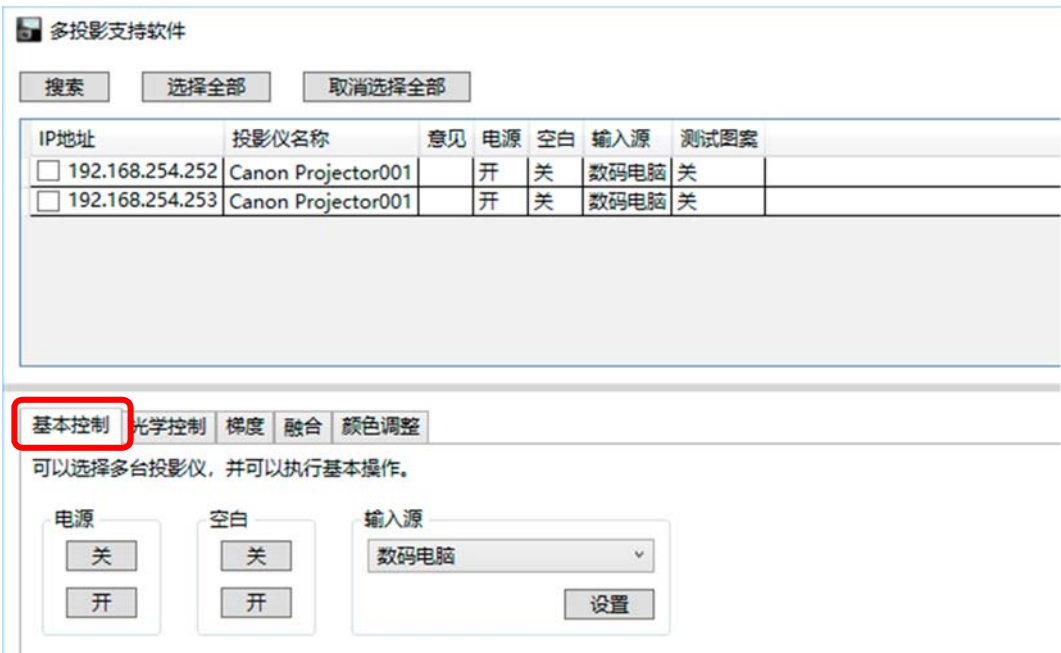 多投影支持软件
搜索 选择全部 取消选择全部
IP地址 投影仪名称 意见 电源 空白 输入源 测试图案
192.168.254.252 Canon Projector001 开 关 数码电脑 关
192.168.254.253 Canon Projector001 开 关 数码电脑 关
基本控制 光学控制 梯度 融合 颜色调整
可以选择多台投影仪，并可以执行基本操作。
电源 空白 输入源
关 关 数码电脑
开 开 设置